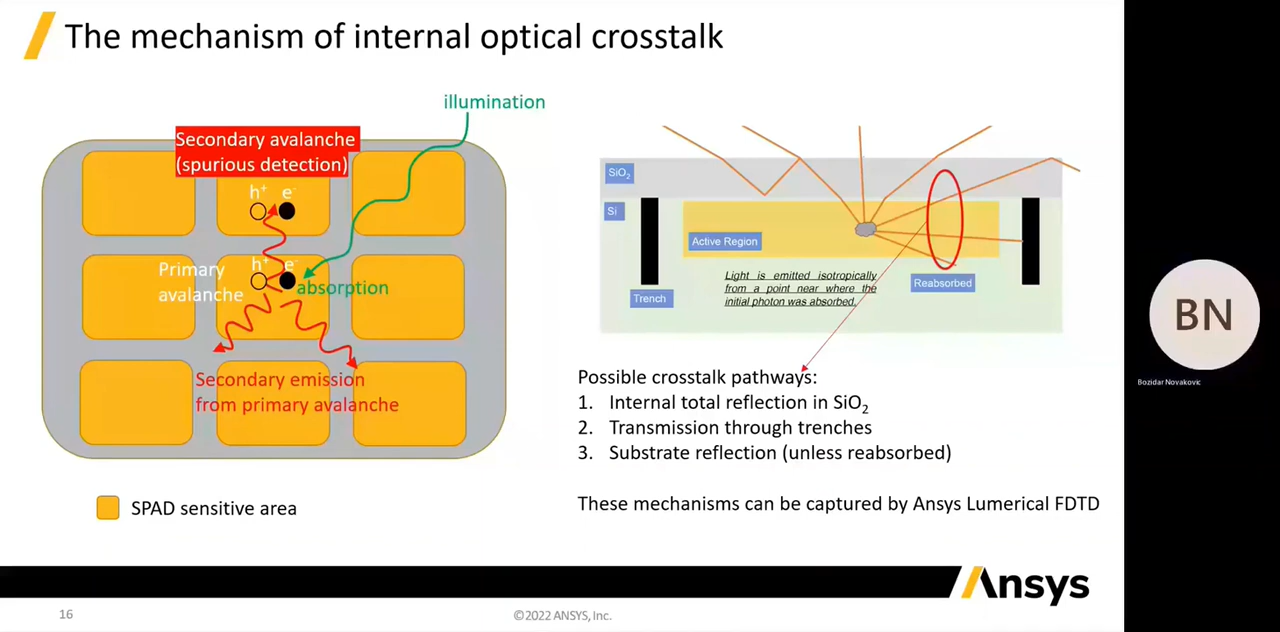 The mechanism of internal optical crosstalk
illumination
Secondary avalanche
(spurious detection)
h+ e-
Primary
avalanche
h+ e-
absorption
Secondary emission
from primary avalanche
SPAD sensitive area
SiO₂
Si
Active Region
Light is emitted isotropically
from a point near where the
initial photon was absorbed.
Trench
Reabsorbed
Possible crosstalk pathways:
1. Internal total reflection in SiO₂
2. Transmission through trenches
3. Substrate reflection (unless reabsorbed)
These mechanisms can be captured by Ansys Lumerical FDTD
BN
Bozidar Novakovic
Ansys
16
©2022 ANSYS, Inc.